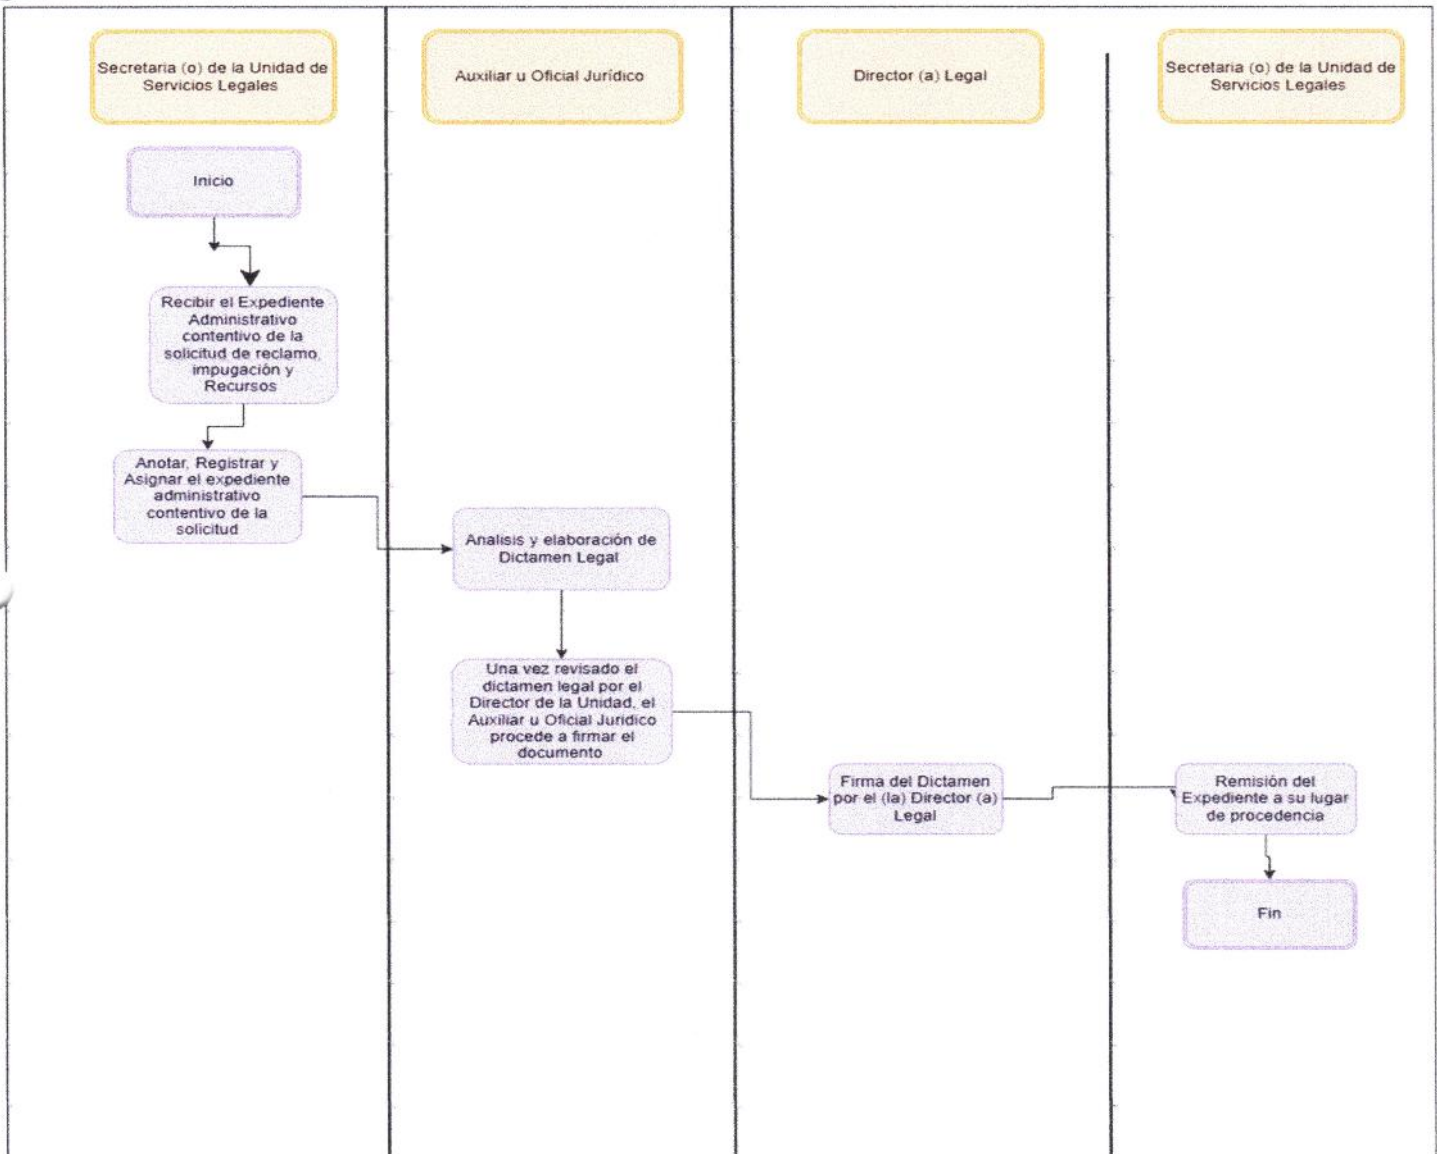 Secretaria (o) de la Unidad de
Servicios Legales
Auxiliar u Oficial Jurídico
Director (a) Legal
Secretaria (o) de la Unidad de
Servicios Legales
Inicio
Recibir el Expediente
Administrativo
contentivo de la
solicitud de reclamo,
impugación y
Recursos
Anotar, Registrar y
Asignar el expediente
administrativo
contentivo de la
solicitud
Analisis y elaboración de
Dictamen Legal
Una vez revisado el
dictamen legal por el
Director de la Unidad, el
Auxiliar u Oficial Juridico
procede a firmar el
documento
Firma del Dictamen
por el (la) Director (a)
Legal
Remisión del
Expediente a su lugar
de procedencia
Fin